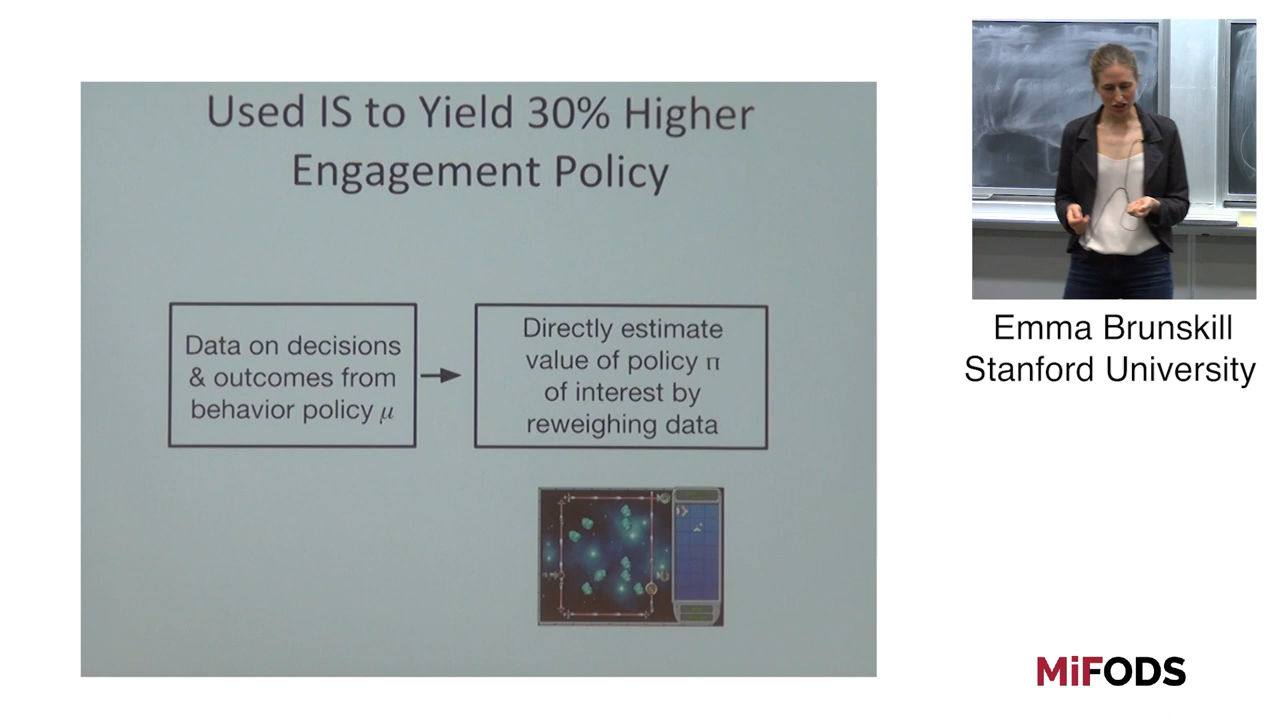 Used IS to Yield 30% Higher
Engagement Policy
Data on decisions
& outcomes from
behavior policy μ
Directly estimate
value of policy π
of interest by
reweighing data
Emma Brunskill
Stanford University
MiFODS